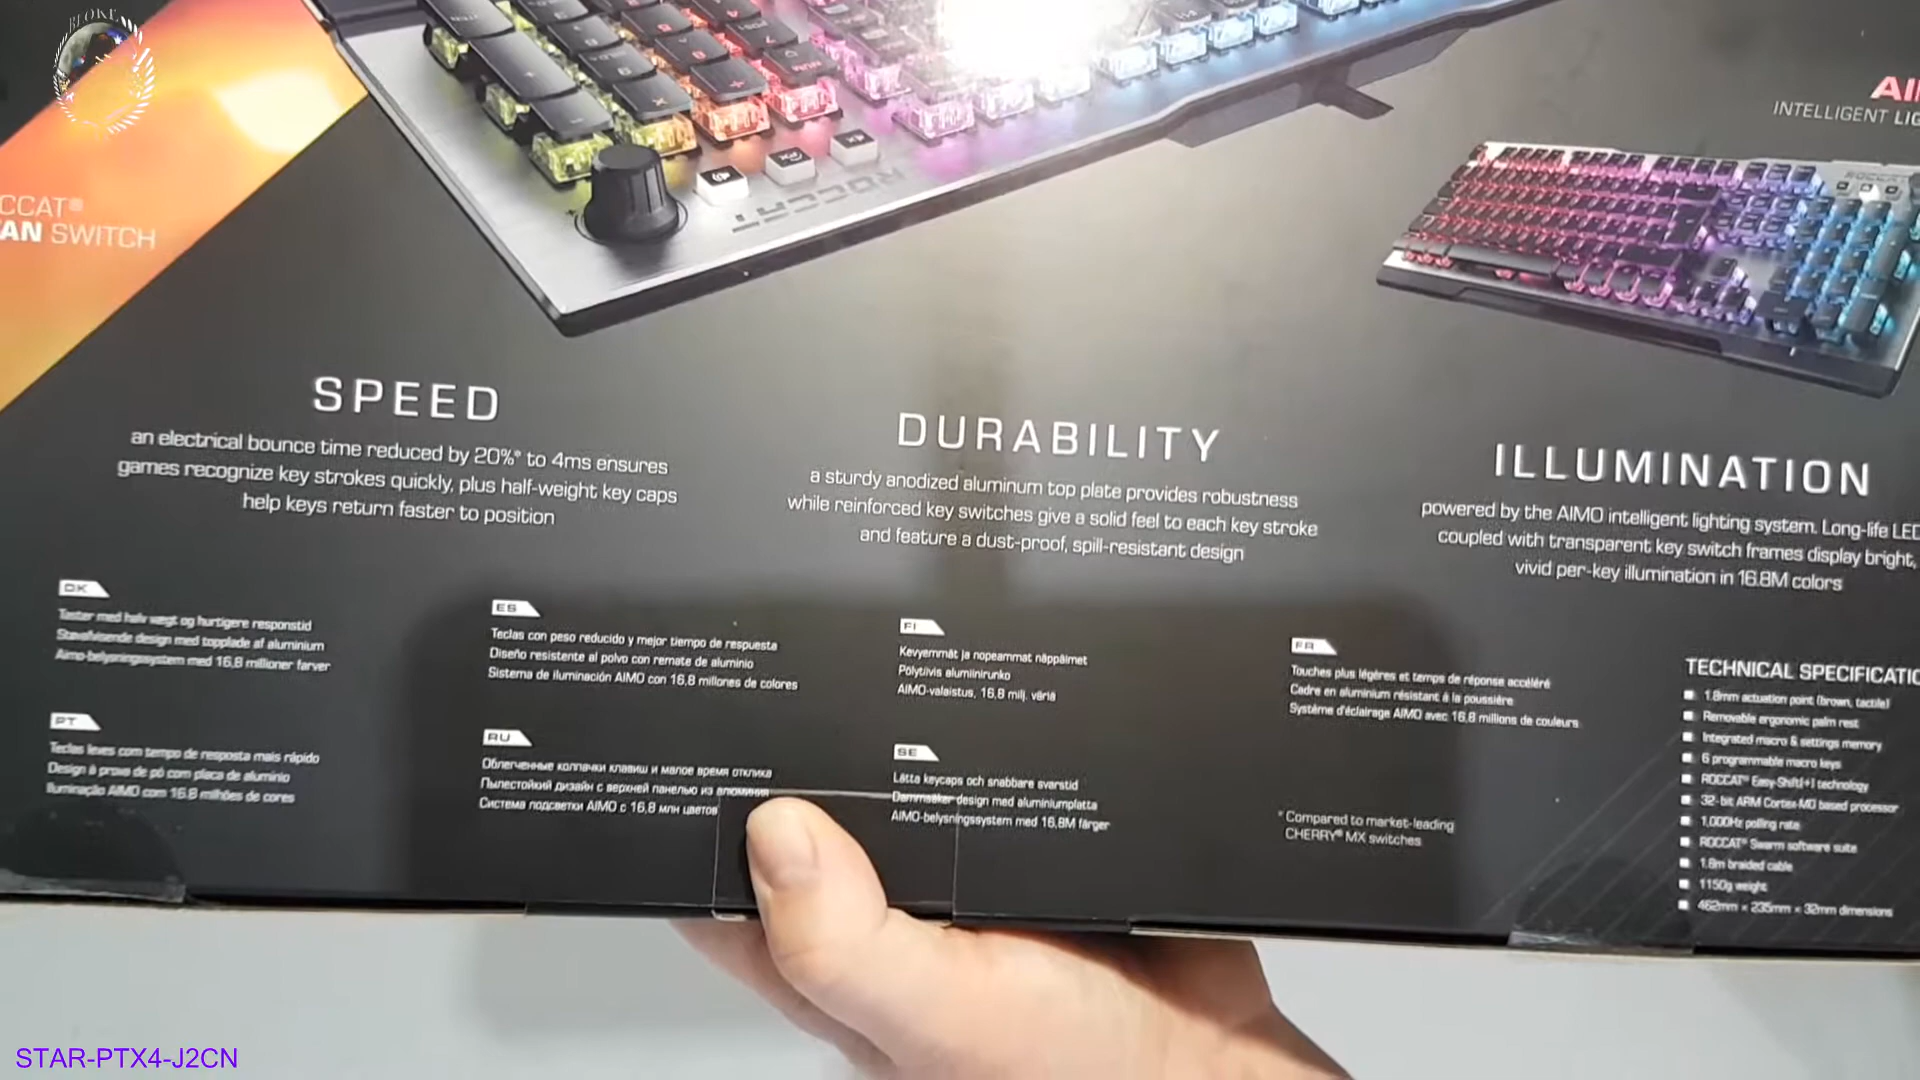 BLOKE
AI
INTELLIGENT LIG
CCAT®
AN SWITCH
ROCCAT
SPEED
an electrical bounce time reduced by 20%* to 4ms ensures
games recognize key strokes quickly, plus half-weight key caps
help keys return faster to position
DURABILITY
a sturdy anodized aluminum top plate provides robustness
while reinforced key switches give a solid feel to each key stroke
and feature a dust-proof, spill-resistant design
ILLUMINATION
powered by the AIMO intelligent lighting system. Long-life LED
coupled with transparent key switch frames display bright,
vivid per-key illumination in 16.8M colors
DK
Taster med halv vægt og hurtigere responstid
Støvafvisende design med topplade af aluminium
Aimo-belysningssystem med 16,8 millioner farver
ES
Teclas con peso reducido y mejor tiempo de respuesta
Diseño resistente al polvo con remate de aluminio
Sistema de iluminación AIMO con 16,8 millones de colores
FI
Kevyemmät ja nopeammat näppäimet
Pölytiivis alumiinirunko
AIMO-valaistus, 16,8 milj. väriä
FR
Touches plus légères et temps de réponse accéléré
Cadre en aluminium résistant à la poussière
Système d'éclairage AIMO avec 16,8 millions de couleurs
PT
Teclas leves com tempo de resposta mais rápido
Design à prova de pó com placa de alumínio
Iluminação AIMO com 16,8 milhões de cores
RU
Облегченные колпачки клавиш и малое время отклика
Пылестойкий дизайн с верхней панелью из алюминия
Система подсветки AIMO с 16,8 млн цветов
SE
Lätta keycaps och snabbare svarstid
Dammsäker design med aluminiumplatta
AIMO-belysningssystem med 16,8M färger
* Compared to market-leading
CHERRY® MX switches
TECHNICAL SPECIFICATIO
1.8mm actuation point (brown, tactile)
Removable ergonomic palm rest
Integrated macro & settings memory
6 programmable macro keys
ROCCAT® Easy-Shift[+] technology
32-bit ARM Cortex-M0 based processor
1,000Hz polling rate
ROCCAT® Swarm software suite
1.8m braided cable
1150g weight
462mm × 235mm × 32mm dimensions
STAR-PTX4-J2CN